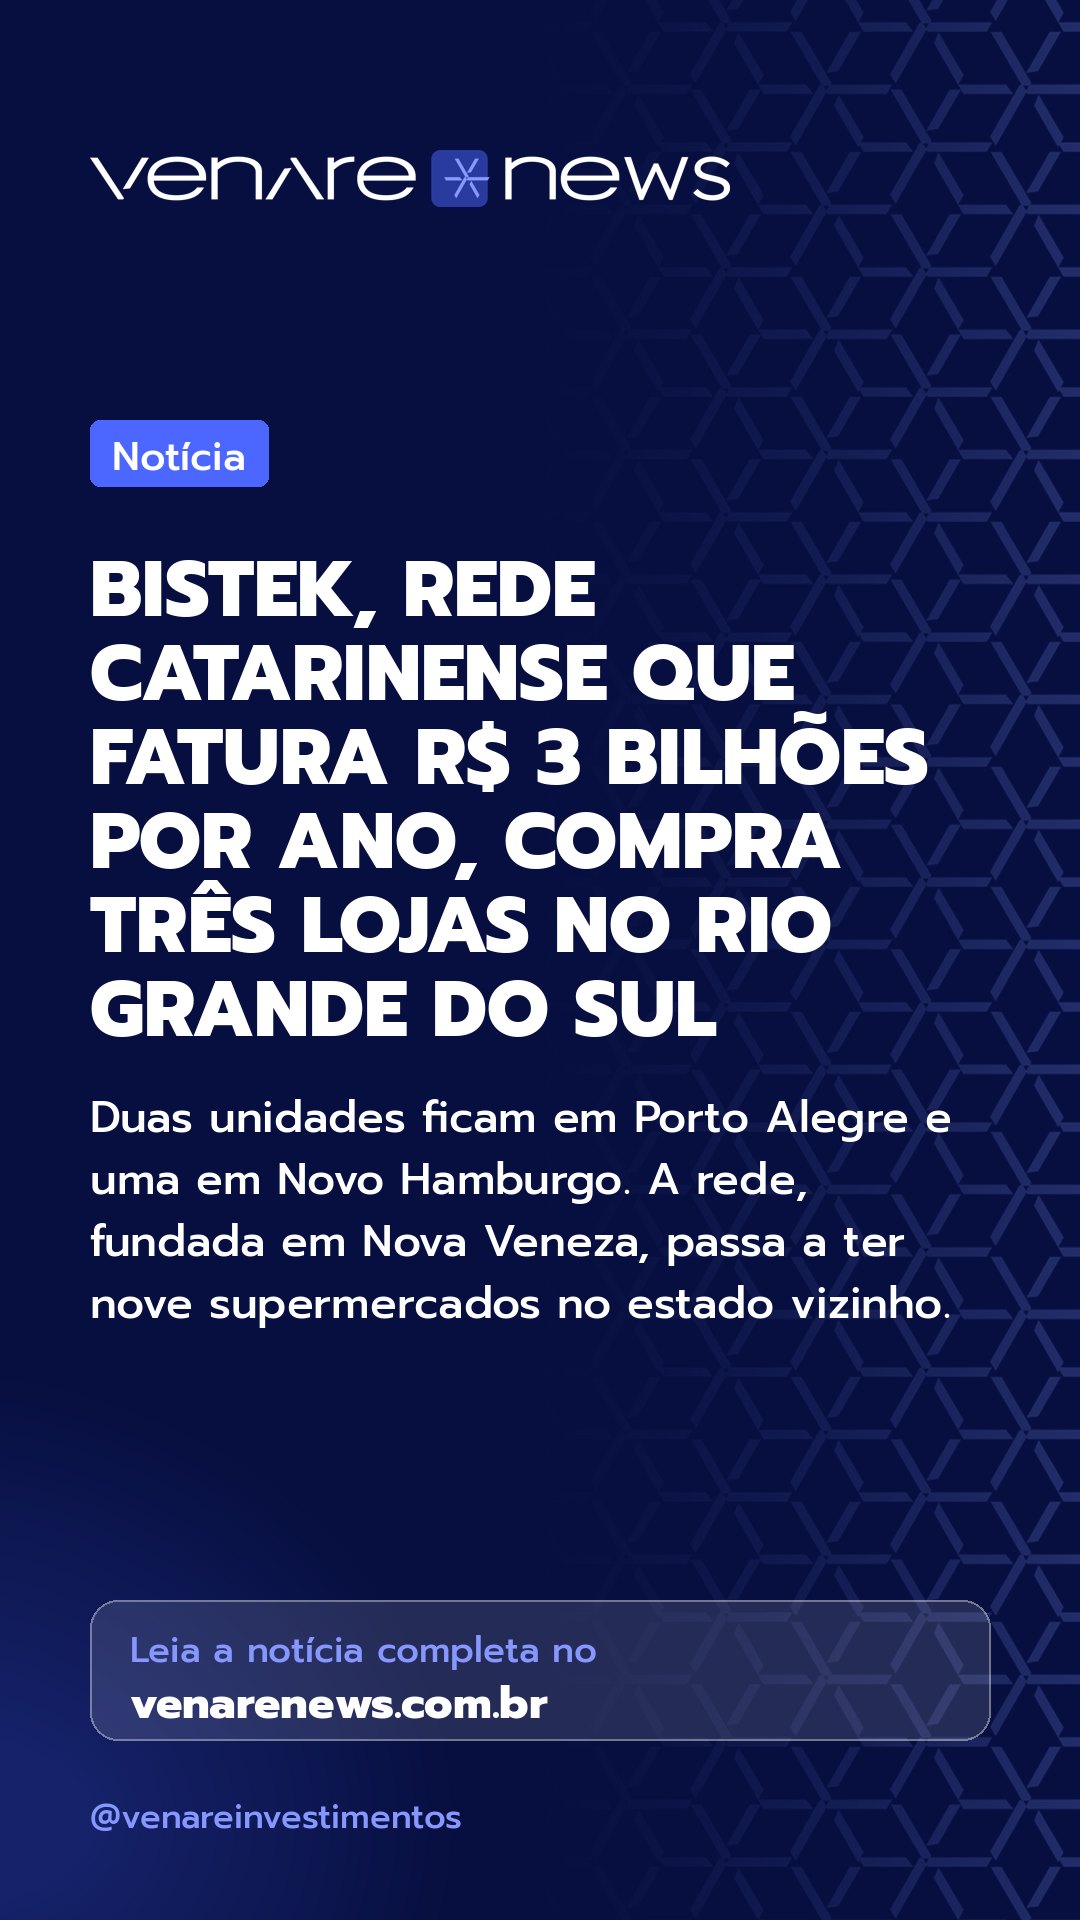 venare news
Notícia
BISTEK, REDE
CATARINENSE QUE
FATURA R$ 3 BILHÕES
POR ANO, COMPRA
TRÊS LOJAS NO RIO
GRANDE DO SUL
Duas unidades ficam em Porto Alegre e
uma em Novo Hamburgo. A rede,
fundada em Nova Veneza, passa a ter
nove supermercados no estado vizinho.
Leia a notícia completa no
venarenews.com.br
@venareinvestimentos